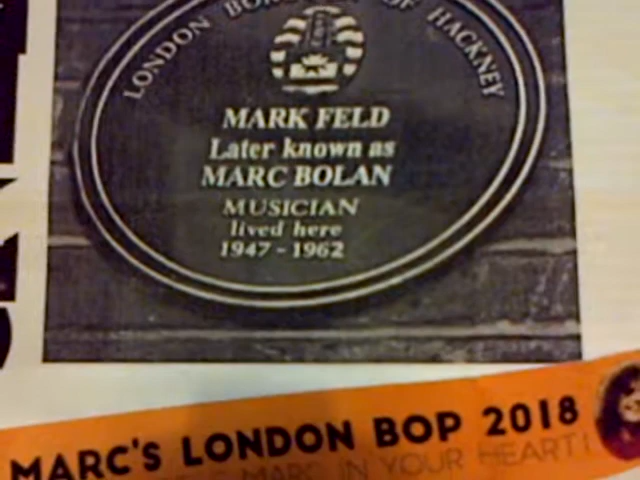 LONDON BOROUGH OF HACKNEY
MARK FELD
Later known as
MARC BOLAN
MUSICIAN
lived here
1947 - 1962
MARC'S LONDON BOP 2018
MARC IN YOUR HEART!